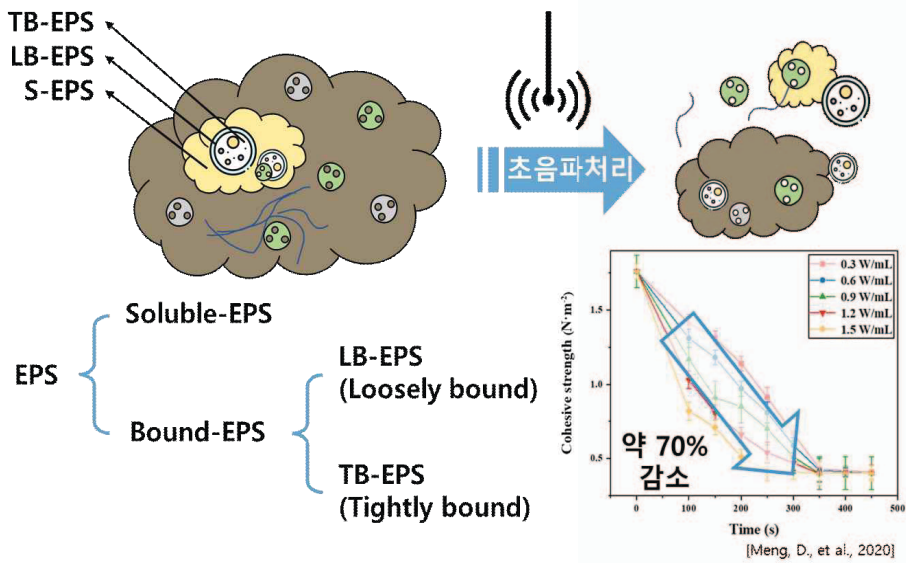 TB-EPS
LB-EPS
S-EPS
초음파처리
EPS
Soluble-EPS
Bound-EPS
LB-EPS
(Loosely bound)
TB-EPS
(Tightly bound)
Cohesive strength (N·m⁻²)
1.5
1.0
0.5
0.3 W/mL
0.6 W/mL
0.9 W/mL
1.2 W/mL
1.5 W/mL
약 70%
감소
0 100 200 300 400 500
Time (s)
[Meng, D., et al., 2020]